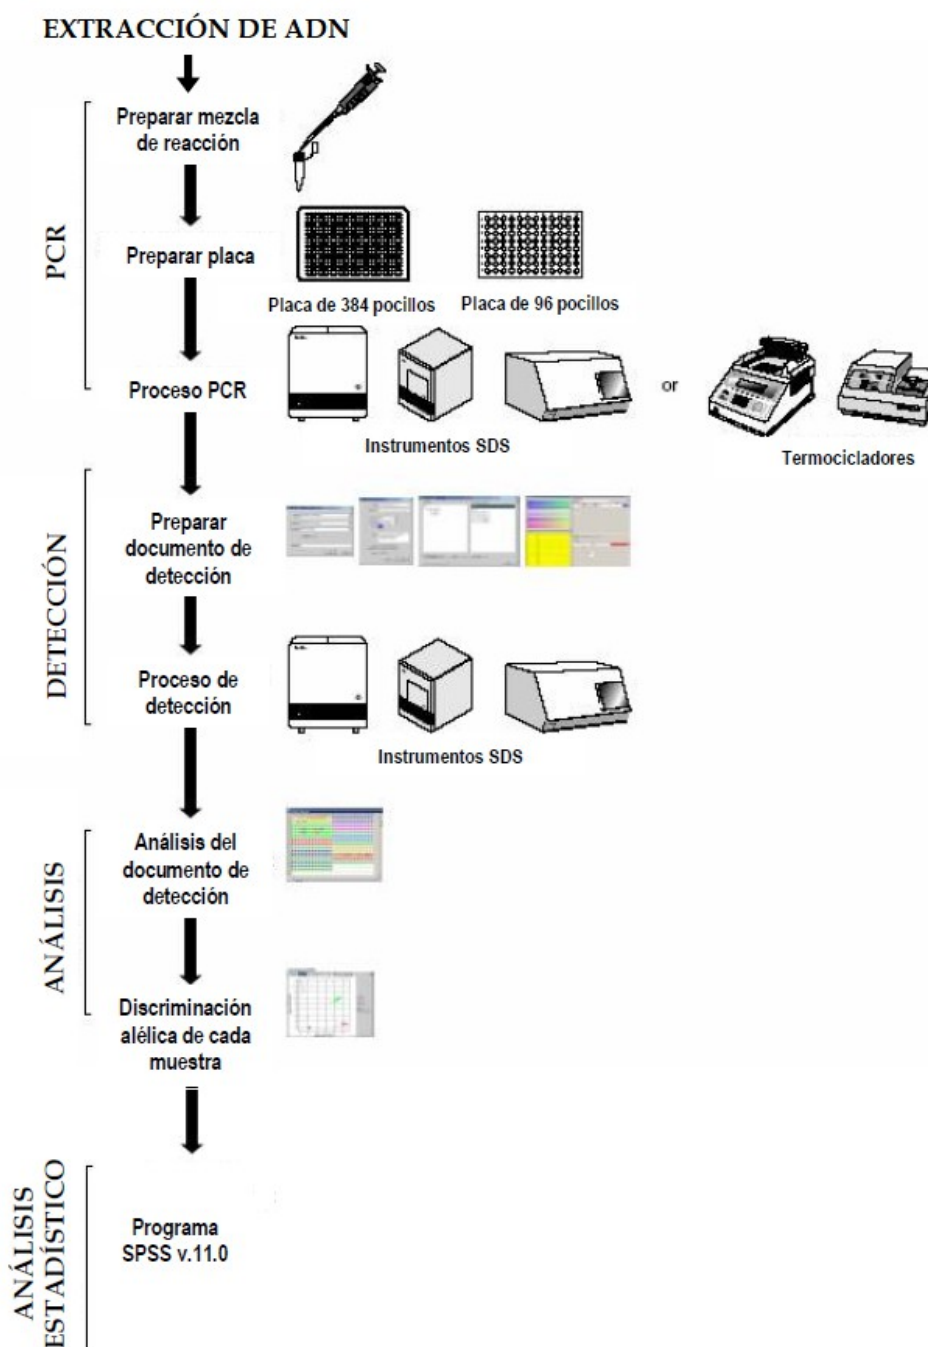 EXTRACCIÓN DE ADN
PCR
Preparar mezcla
de reacción
Preparar placa
Placa de 384 pocillos
Placa de 96 pocillos
Proceso PCR
Instrumentos SDS
or
Termocicladores
DETECCIÓN
Preparar
documento de
detección
Proceso de
detección
Instrumentos SDS
ANÁLISIS
Análisis del
documento de
detección
Discriminación
alélica de cada
muestra
ANÁLISIS
ESTADÍSTICO
Programa
SPSS v.11.0